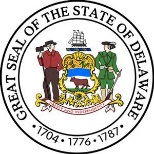 GREAT SEAL OF THE STATE OF DELAWARE
· 1704 · 1776 · 1787 ·